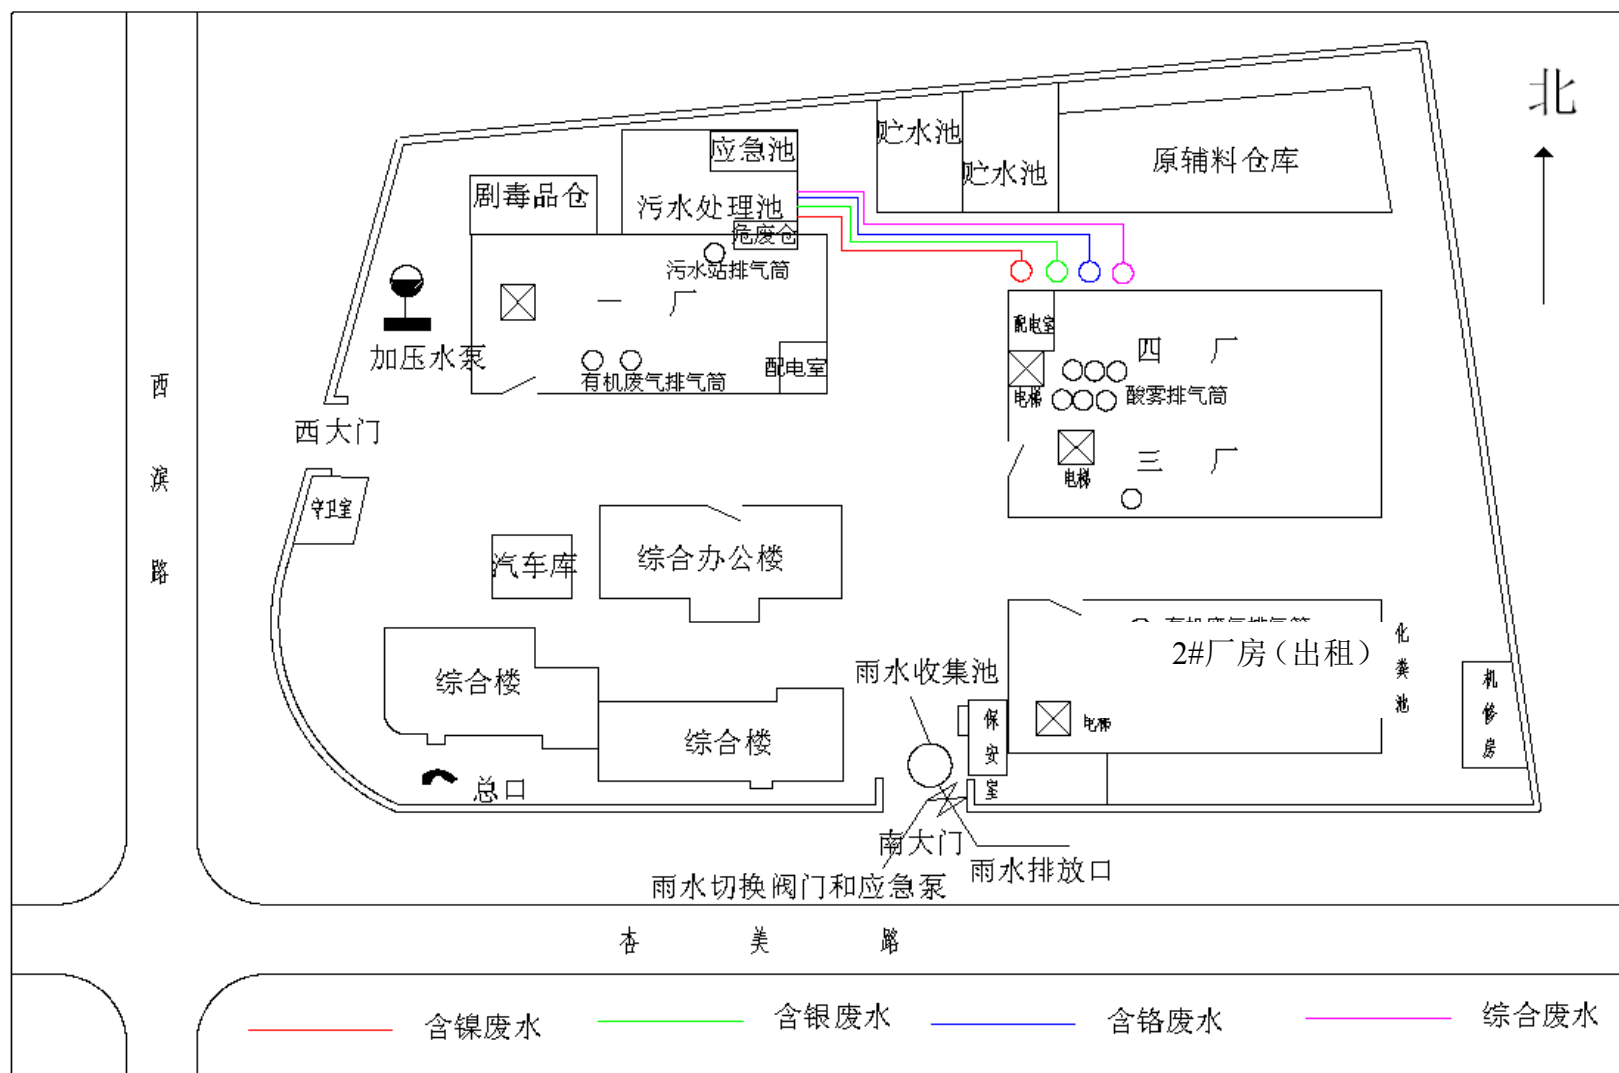 北
应急池
贮水池
贮水池
原辅料仓库
剧毒品仓
污水处理池
危废仓
污水站排气筒
一厂
加压水泵
有机废气排气筒
配电室
配电室
四厂
电梯
酸雾排气筒
西大门
三厂
电梯
守卫室
西滨路
汽车库
综合办公楼
有机废气排气筒
2#厂房（出租）
化粪池
综合楼
雨水收集池
机修房
保安室
电梯
综合楼
总口
南大门
雨水排放口
雨水切换阀门和应急泵
杏美路
含镍废水
含银废水
含铬废水
综合废水